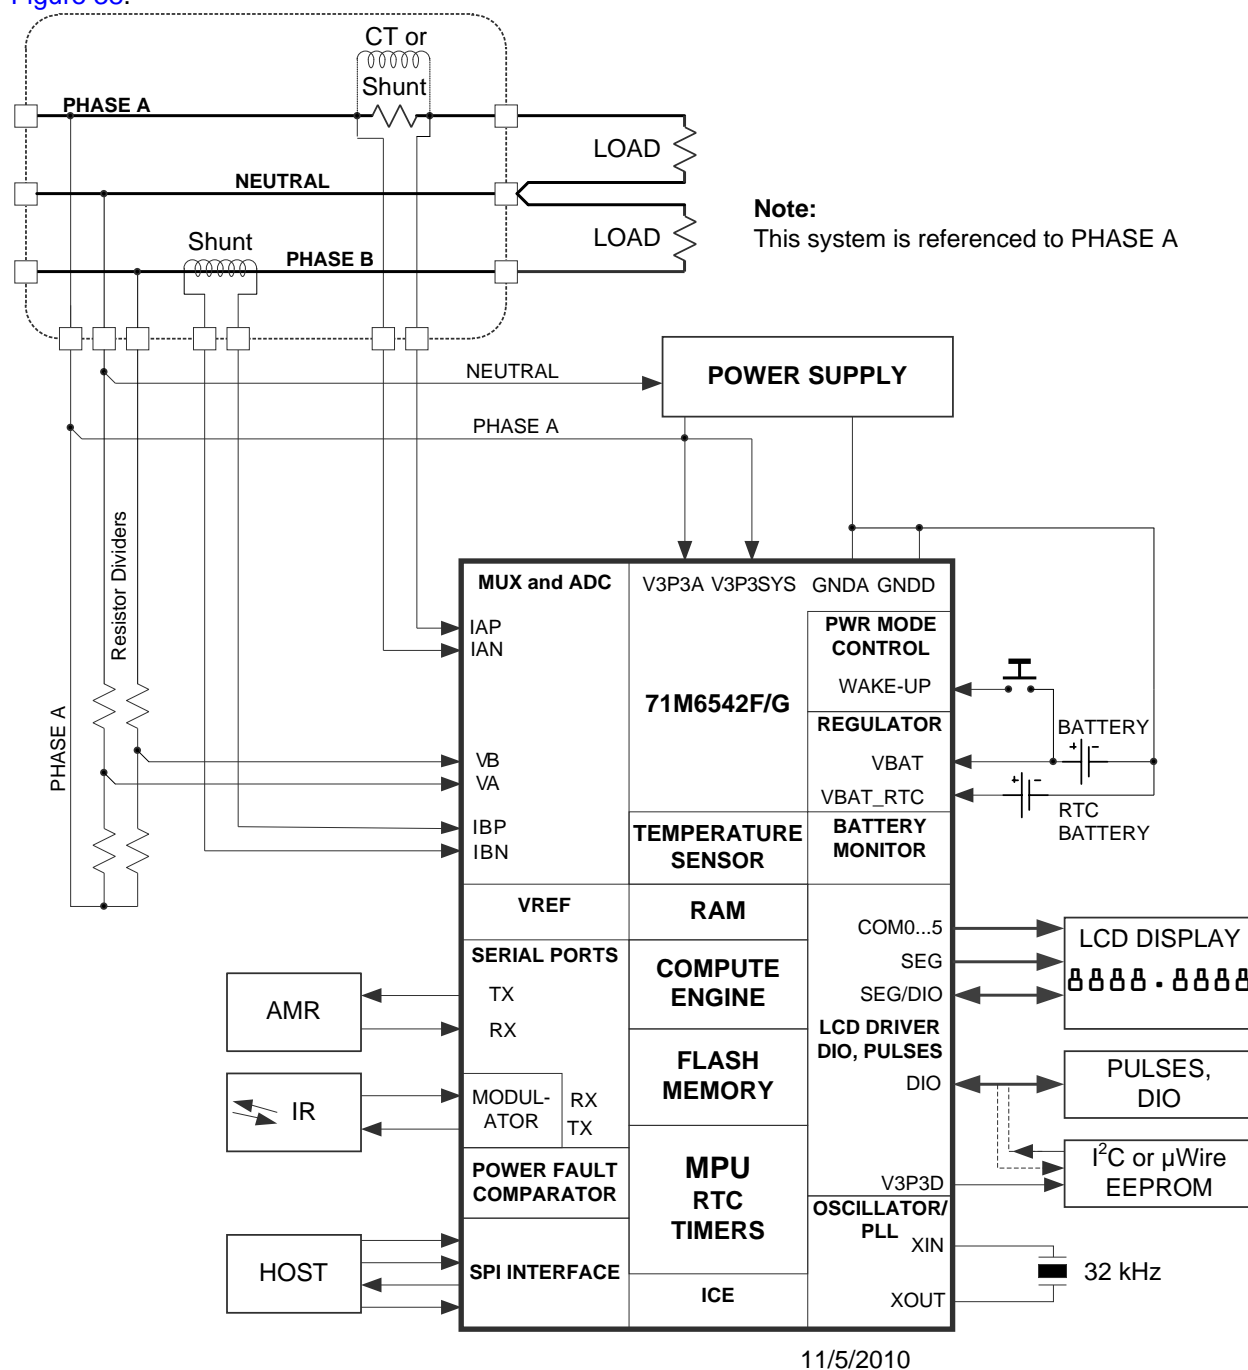 CT or
Shunt
PHASE A
LOAD
NEUTRAL
Note:
This system is referenced to PHASE A
Shunt
LOAD
PHASE B
NEUTRAL
POWER SUPPLY
PHASE A
Resistor Dividers
PHASE A
MUX and ADC
V3P3A V3P3SYS GNDA GNDD
IAP
IAN
PWR MODE
CONTROL
WAKE-UP
71M6542F/G
REGULATOR
BATTERY
+ -
VB
VA
VBAT
VBAT_RTC
+ -
RTC
BATTERY
IBP
IBN
TEMPERATURE
SENSOR
BATTERY
MONITOR
VREF
RAM
COM0...5
SEG
SEG/DIO
LCD DISPLAY
8888.8888
SERIAL PORTS
TX
RX
AMR
COMPUTE
ENGINE
LCD DRIVER
DIO, PULSES
DIO
FLASH
MEMORY
PULSES,
DIO
IR
MODUL-
ATOR
RX
TX
I²C or µWire
EEPROM
POWER FAULT
COMPARATOR
MPU
RTC
TIMERS
V3P3D
OSCILLATOR/
PLL
XIN
HOST
SPI INTERFACE
32 kHz
ICE
XOUT
11/5/2010